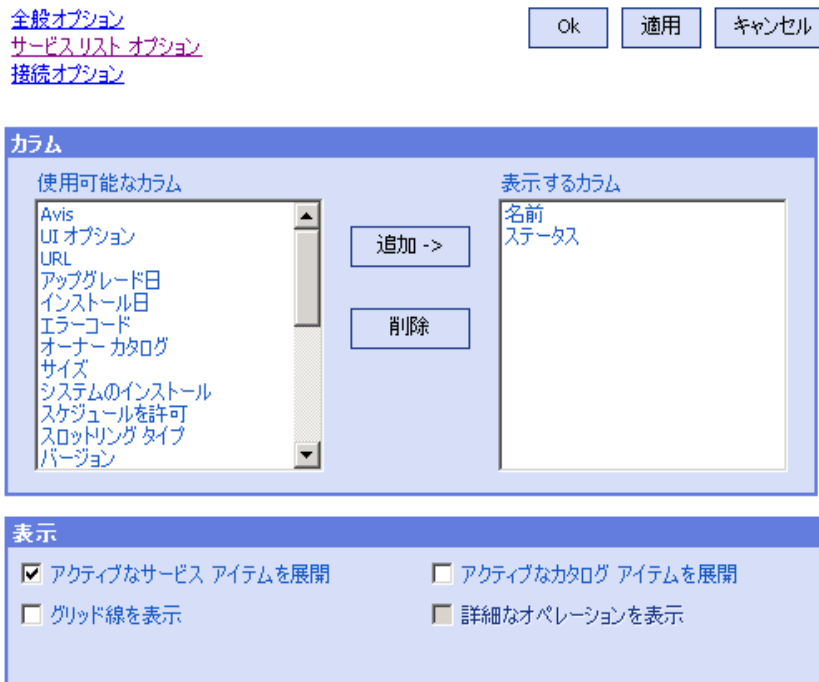 全般オプション
サービス リスト オプション
接続オプション
Ok
適用
キャンセル
カラム
使用可能なカラム
Avis
UI オプション
URL
アップグレード日
インストール日
エラーコード
オーナー カタログ
サイズ
システムのインストール
スケジュールを許可
スロットリング タイプ
バージョン
追加 ->
削除
表示するカラム
名前
ステータス
表示
アクティブなサービス アイテムを展開
アクティブなカタログ アイテムを展開
グリッド線を表示
詳細なオペレーションを表示